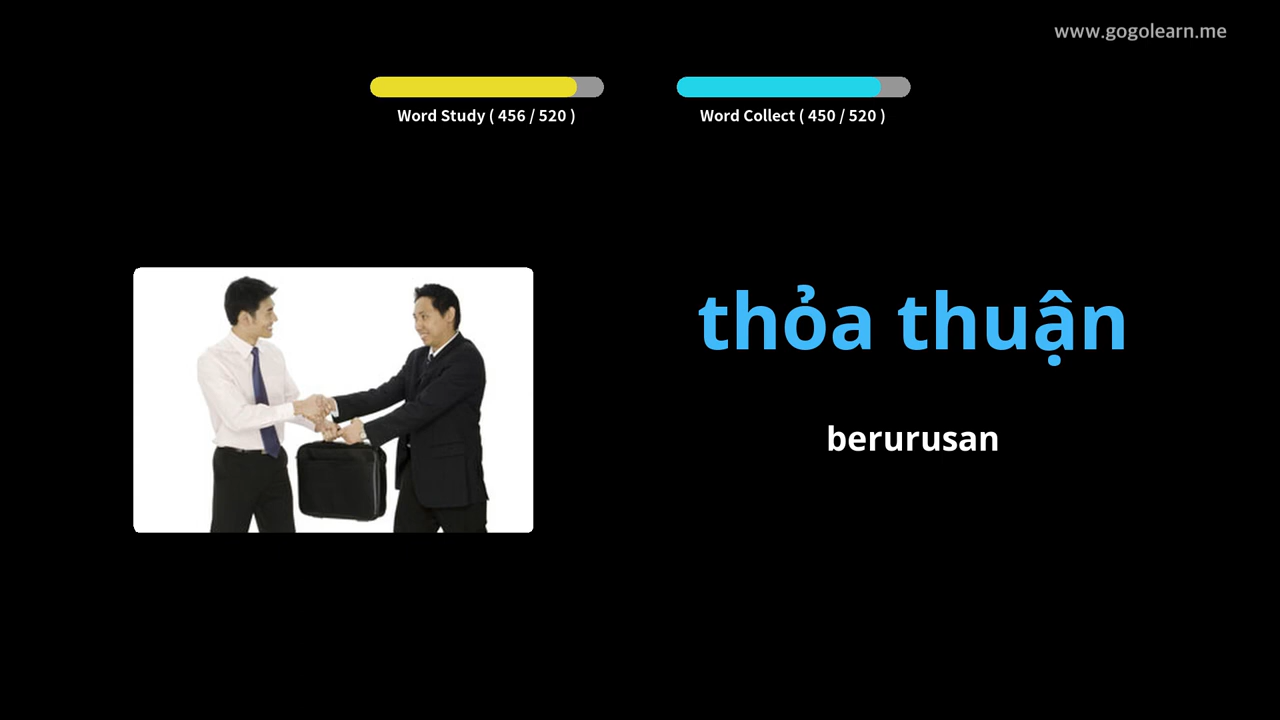 www.gogolearn.me
Word Study ( 456 / 520 )
Word Collect ( 450 / 520 )
thỏa thuận
berurusan